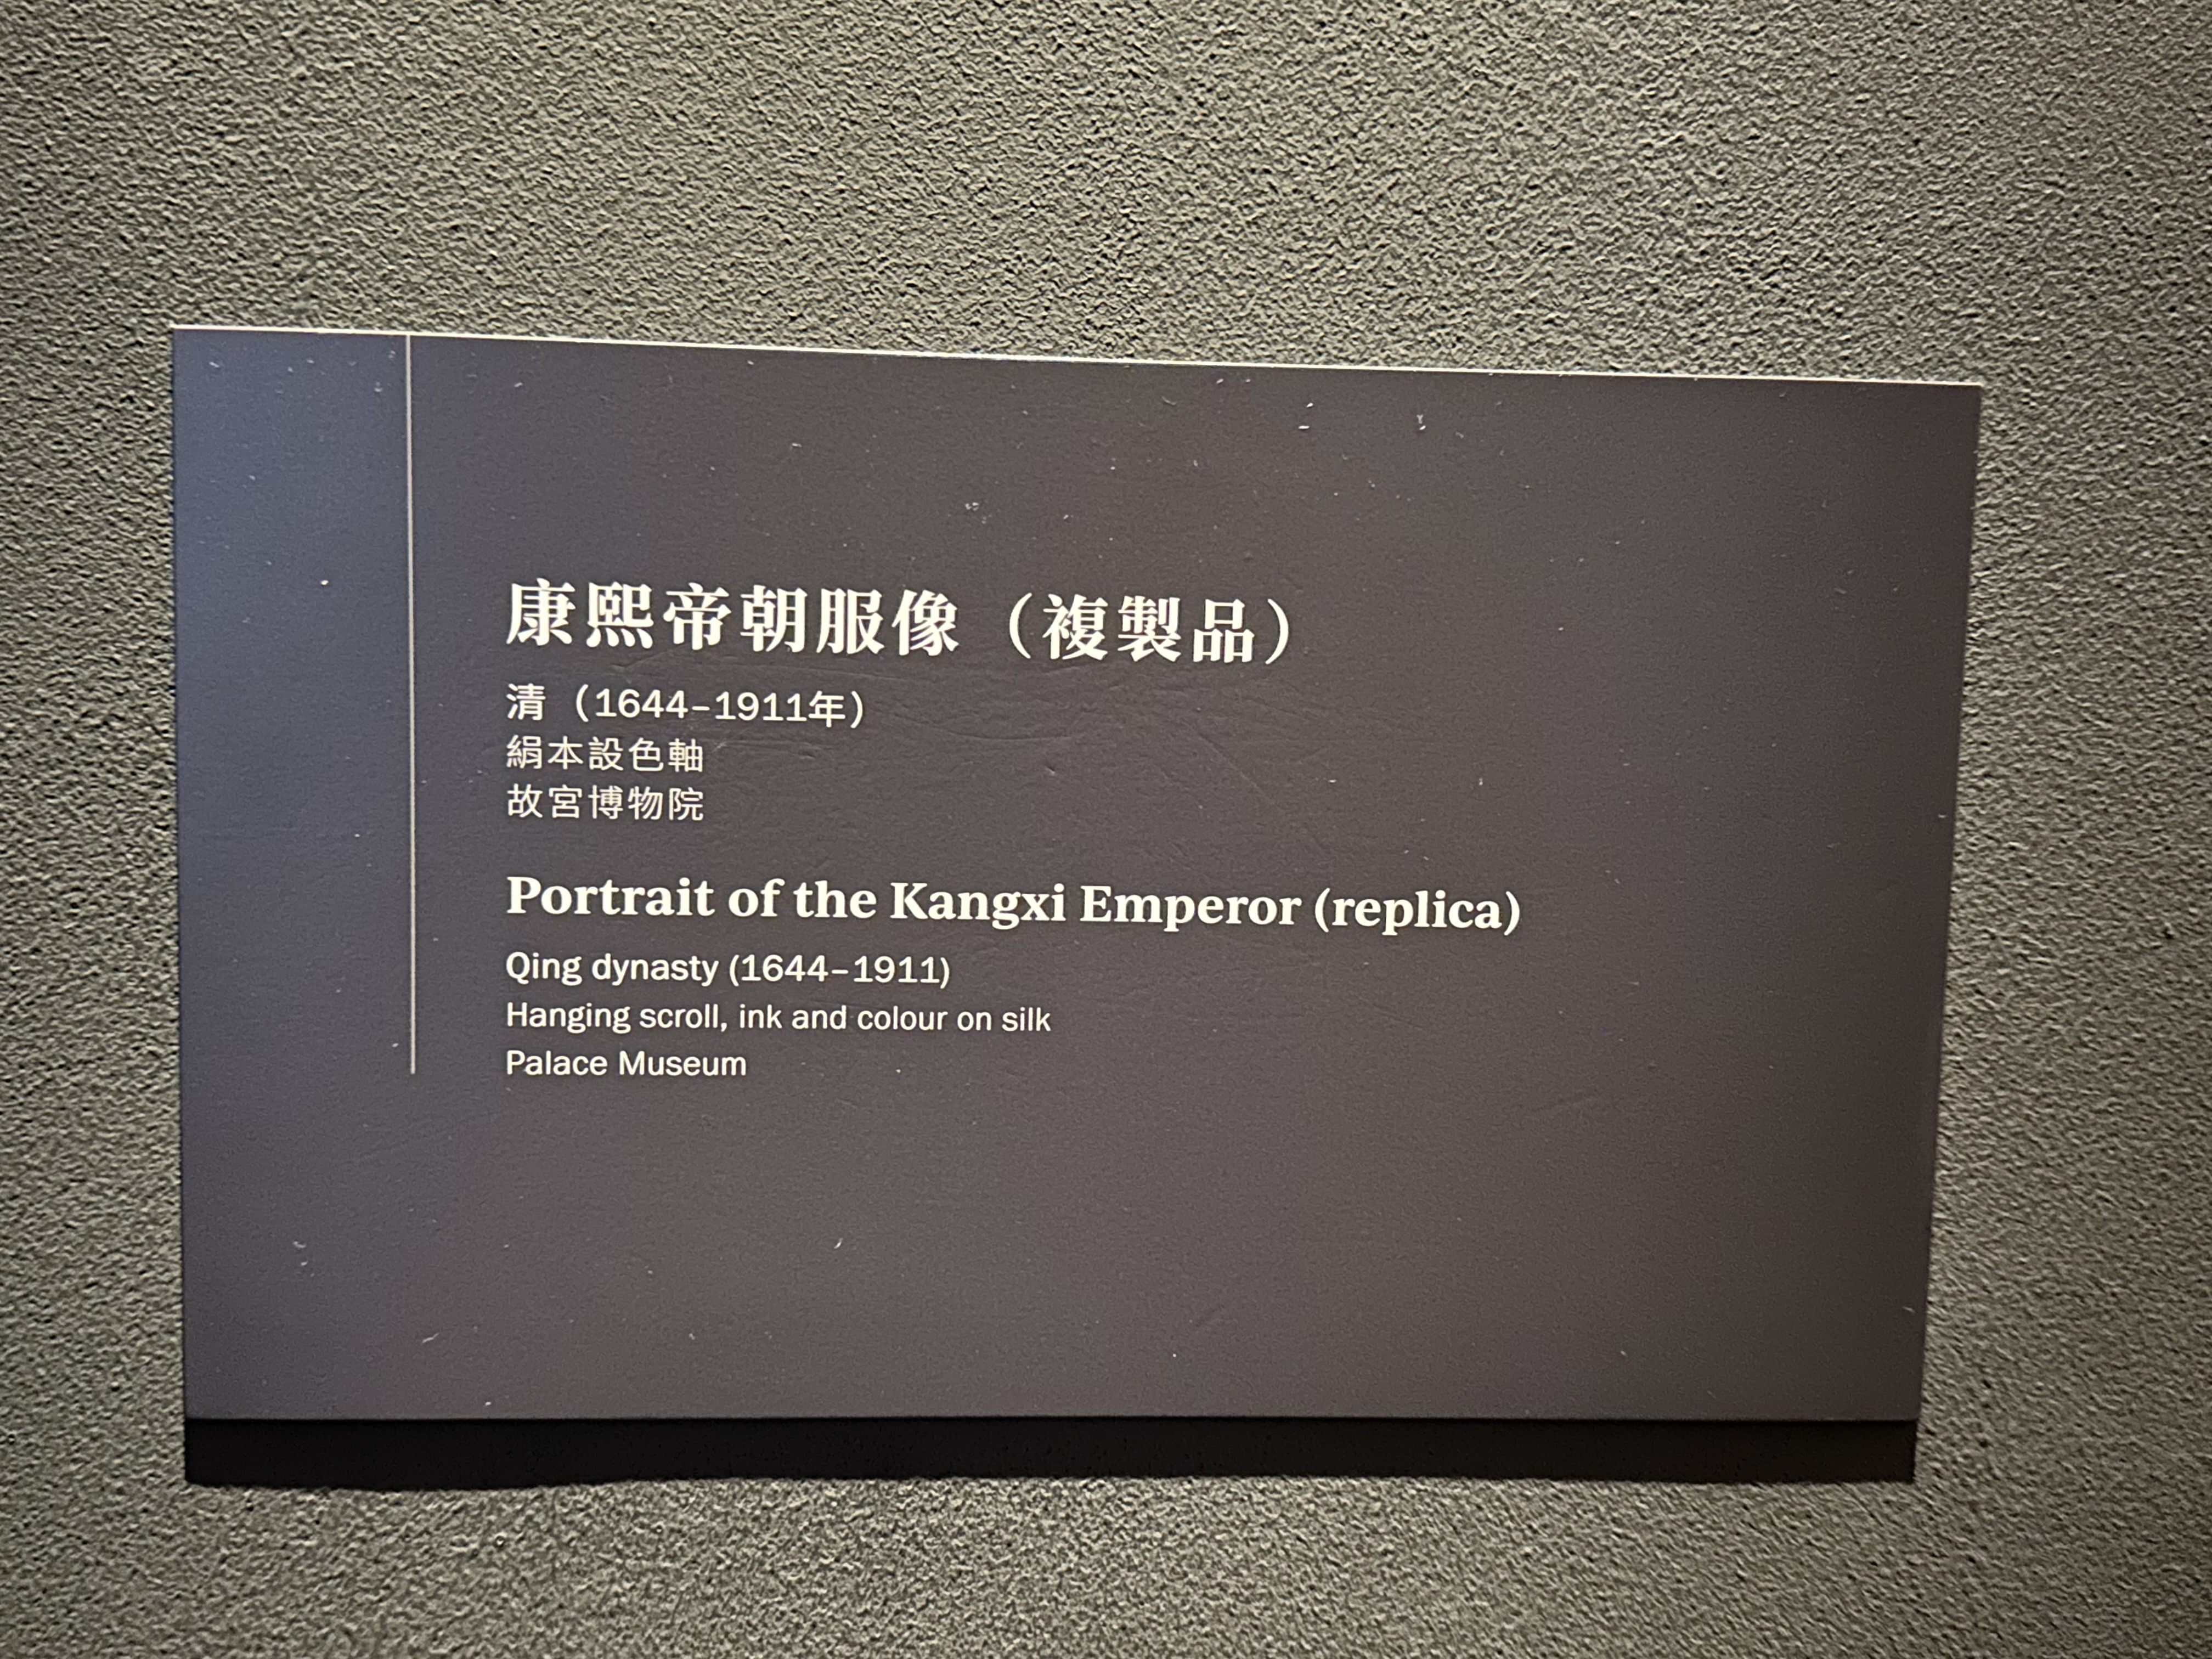 康熙帝朝服像（複製品）
清（1644–1911年）
絹本設色軸
故宮博物院
Portrait of the Kangxi Emperor (replica)
Qing dynasty (1644–1911)
Hanging scroll, ink and colour on silk
Palace Museum